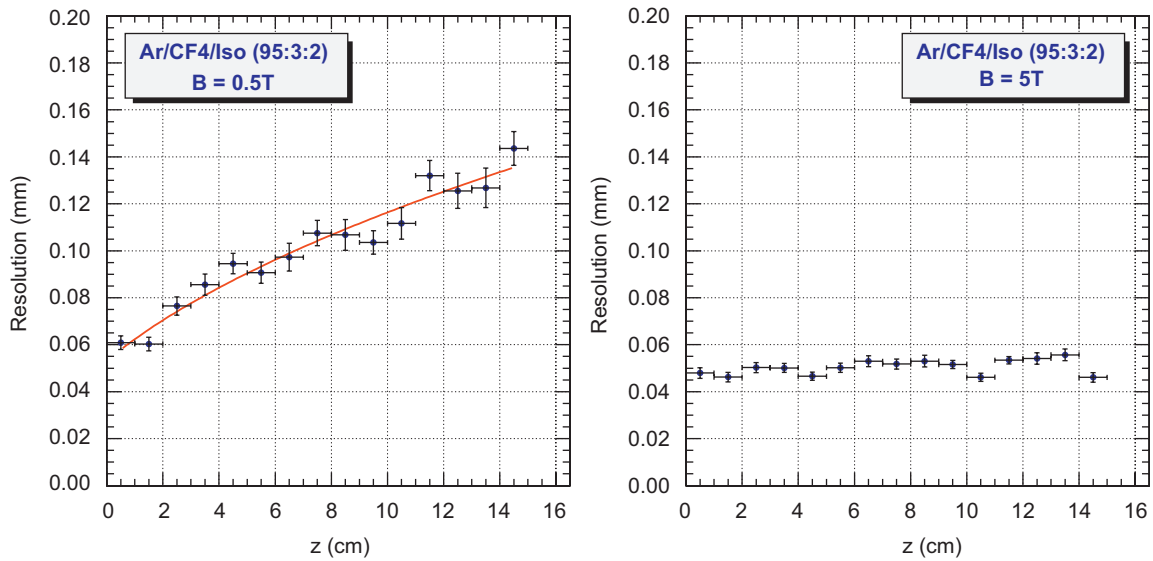 Ar/CF4/Iso (95:3:2)
B = 0.5T
Resolution (mm)
0.20
0.18
0.16
0.14
0.12
0.10
0.08
0.06
0.04
0.02
0.00
0 2 4 6 8 10 12 14 16
z (cm)
Ar/CF4/Iso (95:3:2)
B = 5T
Resolution (mm)
0.20
0.18
0.16
0.14
0.12
0.10
0.08
0.06
0.04
0.02
0.00
0 2 4 6 8 10 12 14 16
z (cm)